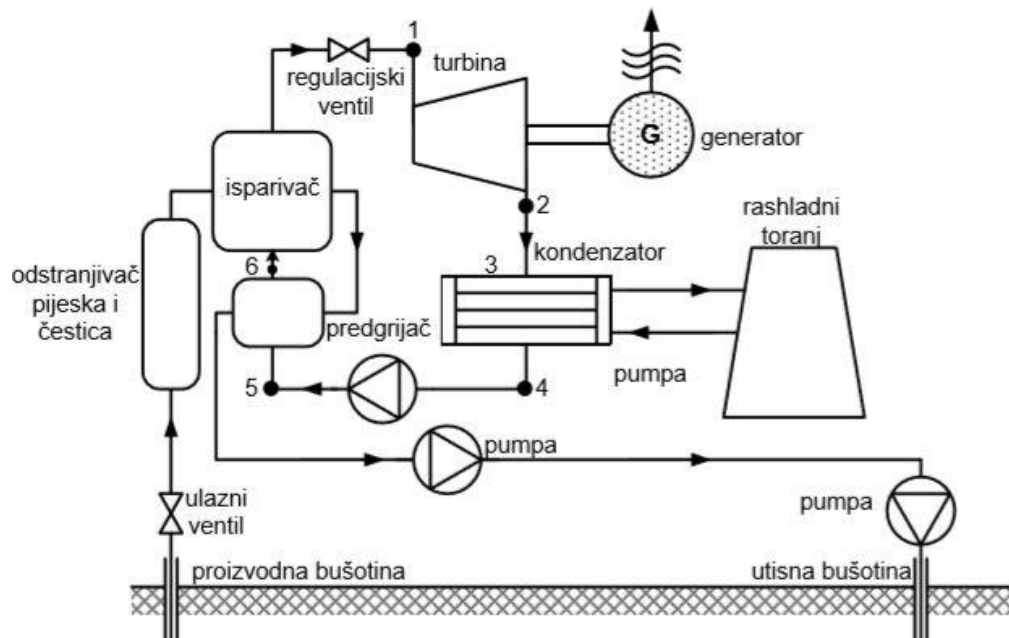 1
turbina
regulacijski
ventil
G
generator
isparivač
2
rashladni
toranj
odstranjivač
pijeska i
čestica
6
3
kondenzator
predgrijač
pumpa
5
4
pumpa
ulazni
ventil
pumpa
proizvodna bušotina
utisna bušotina